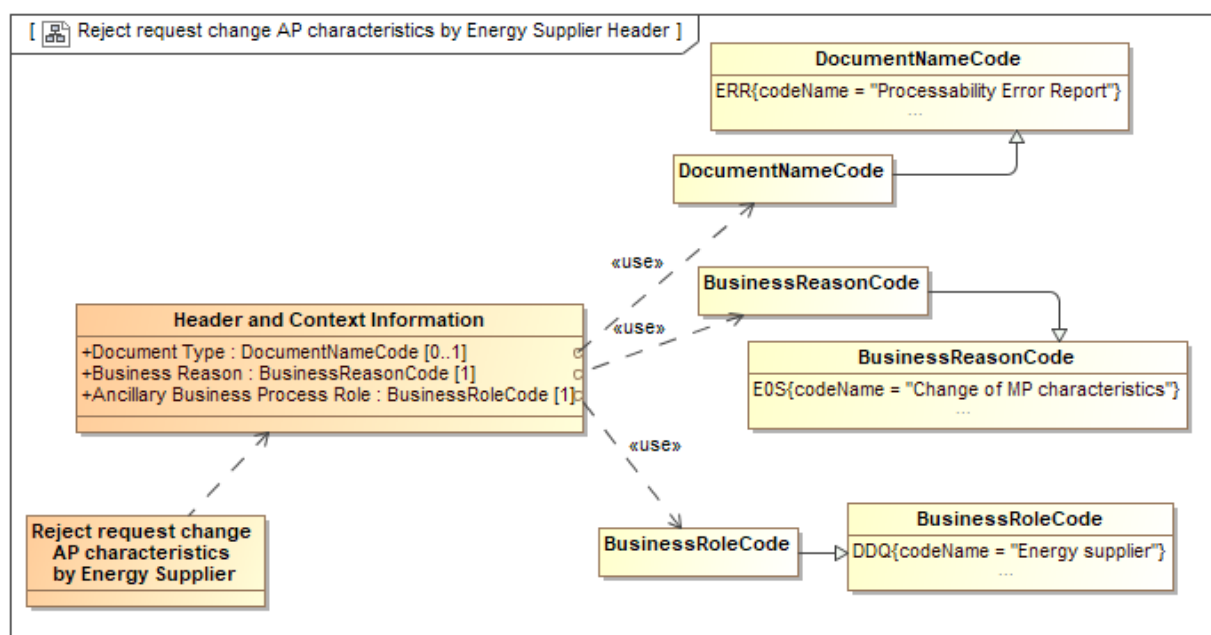 [ Reject request change AP characteristics by Energy Supplier Header ]
DocumentNameCode
ERR{codeName = "Processability Error Report"}
...
DocumentNameCode
«use»
BusinessReasonCode
«use»
Header and Context Information
+Document Type : DocumentNameCode [0..1]
+Business Reason : BusinessReasonCode [1]
+Ancillary Business Process Role : BusinessRoleCode [1]
BusinessReasonCode
E0S{codeName = "Change of MP characteristics"}
...
«use»
Reject request change
AP characteristics
by Energy Supplier
BusinessRoleCode
BusinessRoleCode
DDQ{codeName = "Energy supplier"}
...